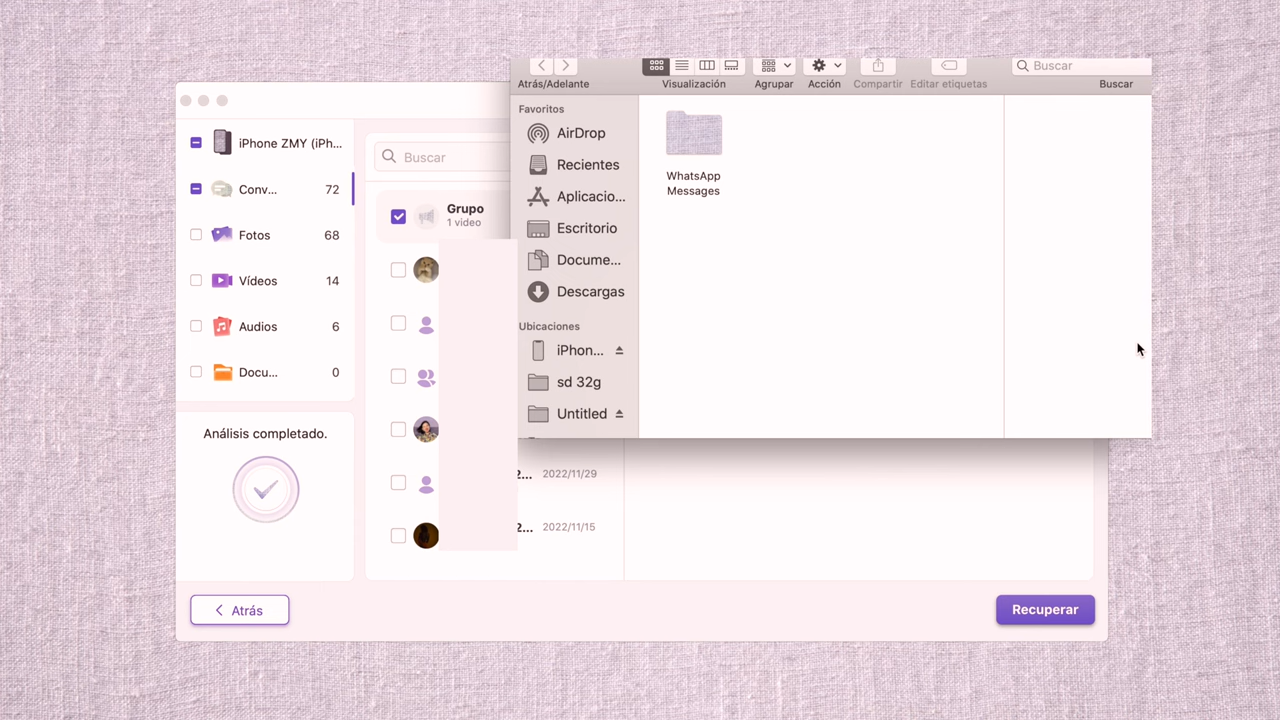 Atrás/Adelante
Visualización
Agrupar
Acción
Compartir
Editar etiquetas
Buscar
Buscar
Favoritos
AirDrop
Recientes
Aplicacio...
Escritorio
Docume...
Descargas
Ubicaciones
iPhon...
sd 32g
Untitled
WhatsApp
Messages
iPhone ZMY (iPh...
Conv... 72
Fotos 68
Vídeos 14
Audios 6
Docu... 0
Análisis completado.
Buscar
Grupo
1 video
2... 2022/11/29
2... 2022/11/15
Atrás
Recuperar